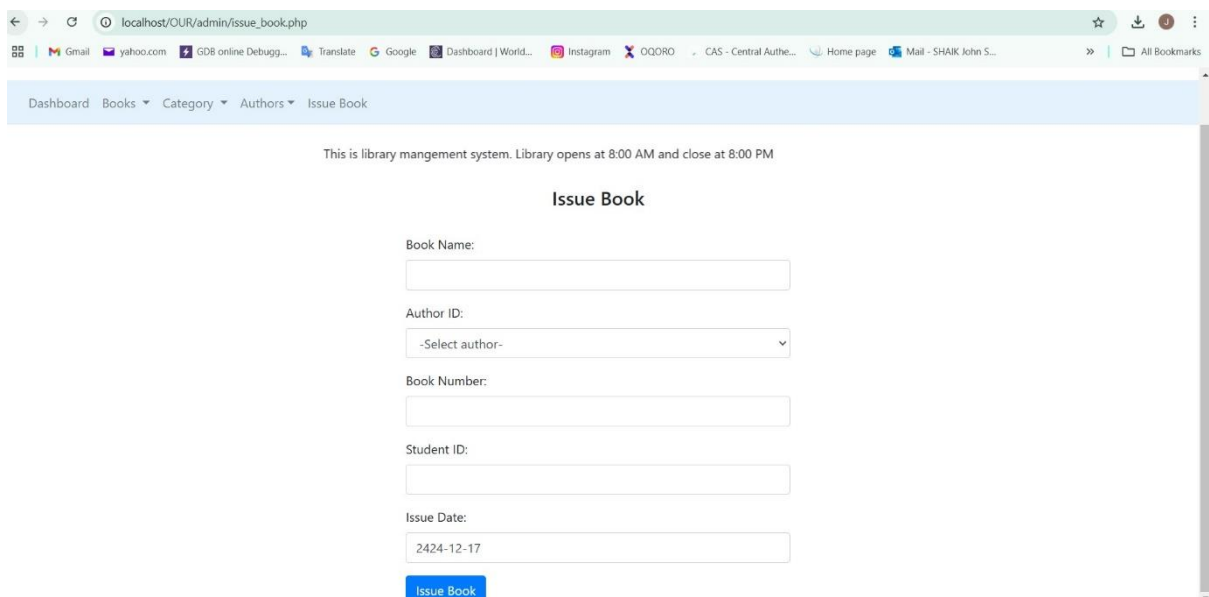 localhost/OUR/admin/issue_book.php
J
Gmail yahoo.com GDB online Debugg... Translate Google Dashboard | World... Instagram OQORO CAS - Central Authe... Home page Mail - SHAIK John S... » All Bookmarks
Dashboard Books Category Authors Issue Book
This is library mangement system. Library opens at 8:00 AM and close at 8:00 PM
Issue Book
Book Name:
Author ID:
-Select author-
Book Number:
Student ID:
Issue Date:
2424-12-17
Issue Book